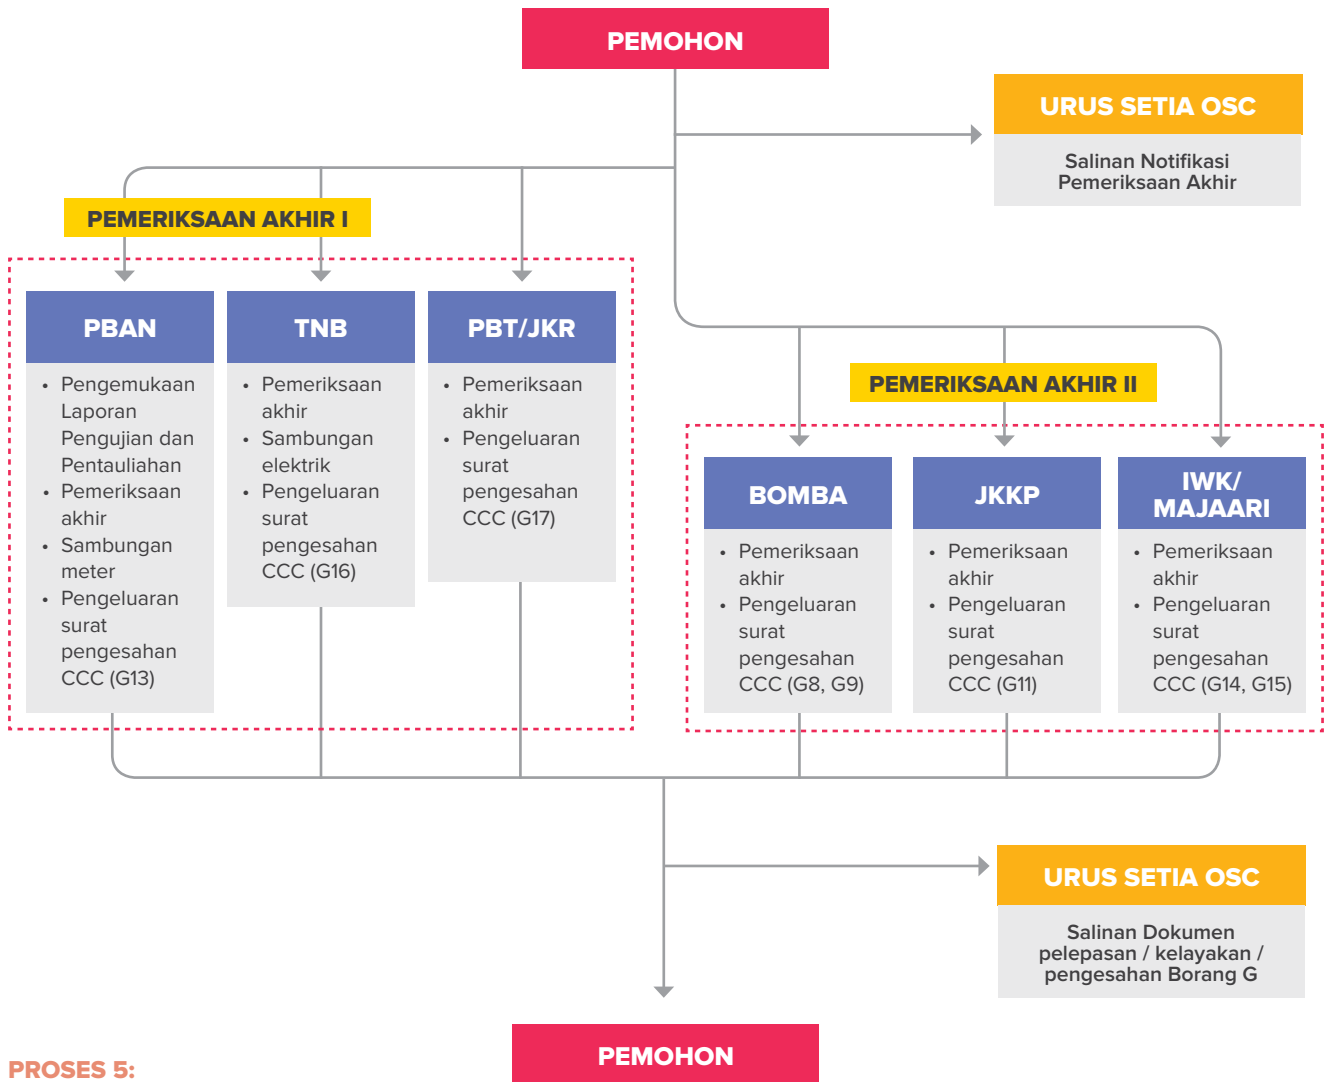 PEMOHON
URUS SETIA OSC
Salinan Notifikasi
Pemeriksaan Akhir
PEMERIKSAAN AKHIR I
PBAN
• Pengemukaan
Laporan
Pengujian dan
Pentauliahan
• Pemeriksaan
akhir
• Sambungan
meter
• Pengeluaran
surat
pengesahan
CCC (G13)
TNB
• Pemeriksaan
akhir
• Sambungan
elektrik
• Pengeluaran
surat
pengesahan
CCC (G16)
PBT/JKR
• Pemeriksaan
akhir
• Pengeluaran
surat
pengesahan
CCC (G17)
PEMERIKSAAN AKHIR II
BOMBA
• Pemeriksaan
akhir
• Pengeluaran
surat
pengesahan
CCC (G8, G9)
JKKP
• Pemeriksaan
akhir
• Pengeluaran
surat
pengesahan
CCC (G11)
IWK/
MAJAARI
• Pemeriksaan
akhir
• Pengeluaran
surat
pengesahan
CCC (G14, G15)
URUS SETIA OSC
Salinan Dokumen
pelepasan / kelayakan /
pengesahan Borang G
PEMOHON
PROSES 5: